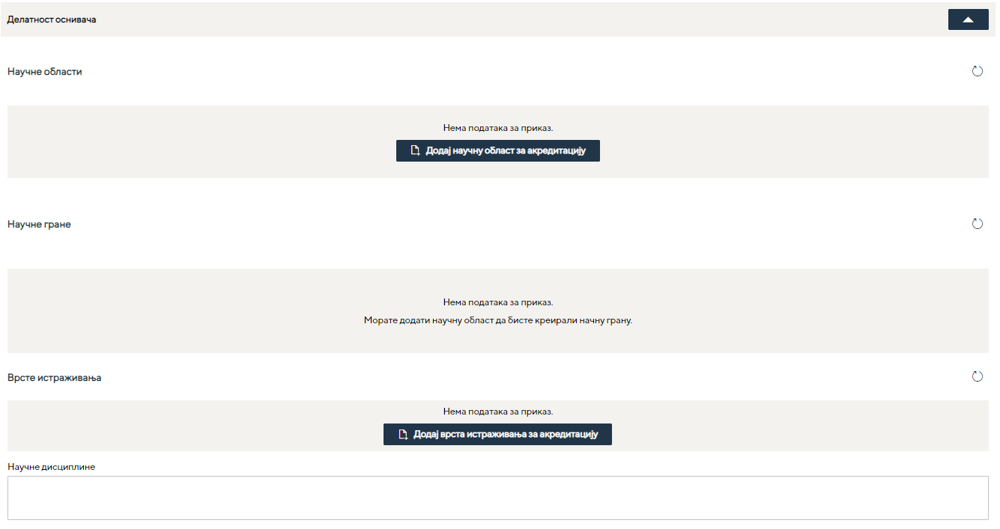 Делатност оснивача
Научне области
Нема података за приказ.
Додај научну област за акредитацију
Научне гране
Нема података за приказ.
Морате додати научну област да бисте креирали начну грану.
Врсте истраживања
Нема података за приказ.
Додај врста истраживања за акредитацију
Научне дисциплине